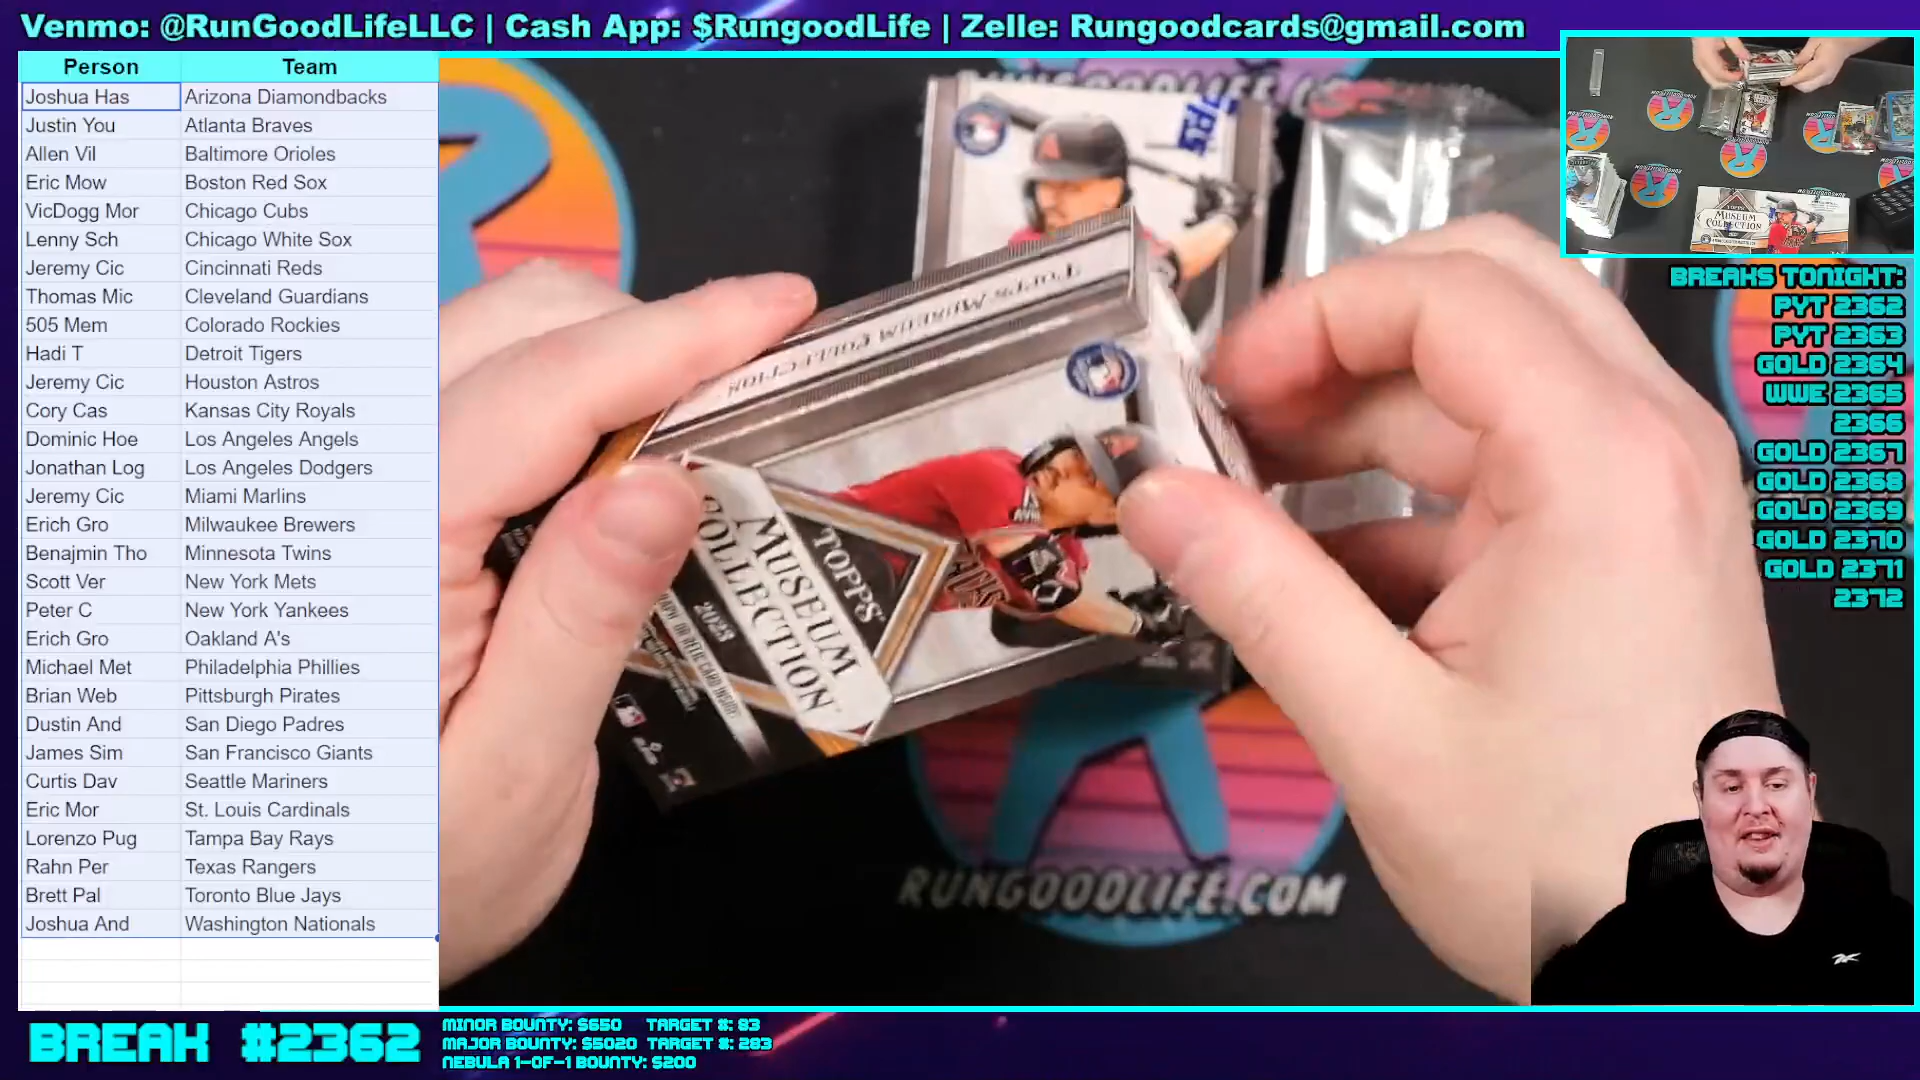 Venmo: @RunGoodLifeLLC | Cash App: $RungoodLife | Zelle: Rungoodcards@gmail.com
Person Team
Joshua Has Arizona Diamondbacks
Justin You Atlanta Braves
Allen Vil Baltimore Orioles
Eric Mow Boston Red Sox
VicDogg Mor Chicago Cubs
Lenny Sch Chicago White Sox
Jeremy Cic Cincinnati Reds
Thomas Mic Cleveland Guardians
505 Mem Colorado Rockies
Hadi T Detroit Tigers
Jeremy Cic Houston Astros
Cory Cas Kansas City Royals
Dominic Hoe Los Angeles Angels
Jonathan Log Los Angeles Dodgers
Jeremy Cic Miami Marlins
Erich Gro Milwaukee Brewers
Benajmin Tho Minnesota Twins
Scott Ver New York Mets
Peter C New York Yankees
Erich Gro Oakland A's
Michael Met Philadelphia Phillies
Brian Web Pittsburgh Pirates
Dustin And San Diego Padres
James Sim San Francisco Giants
Curtis Dav Seattle Mariners
Eric Mor St. Louis Cardinals
Lorenzo Pug Tampa Bay Rays
Rahn Per Texas Rangers
Brett Pal Toronto Blue Jays
Joshua And Washington Nationals
Topps Museum Collection
TOPPS
MUSEUM
COLLECTION
2023
RUNGOODLIFE.COM
TOPPS
MUSEUM
COLLECTION
BREAKS TONIGHT:
PYT 2362
PYT 2363
GOLD 2364
WWE 2365
2366
GOLD 2367
GOLD 2368
GOLD 2369
GOLD 2370
GOLD 2371
2372
BREAK #2362
MINOR BOUNTY: $650 TARGET #: 83
MAJOR BOUNTY: $5020 TARGET #: 283
NEBULA 1-OF-1 BOUNTY: $200